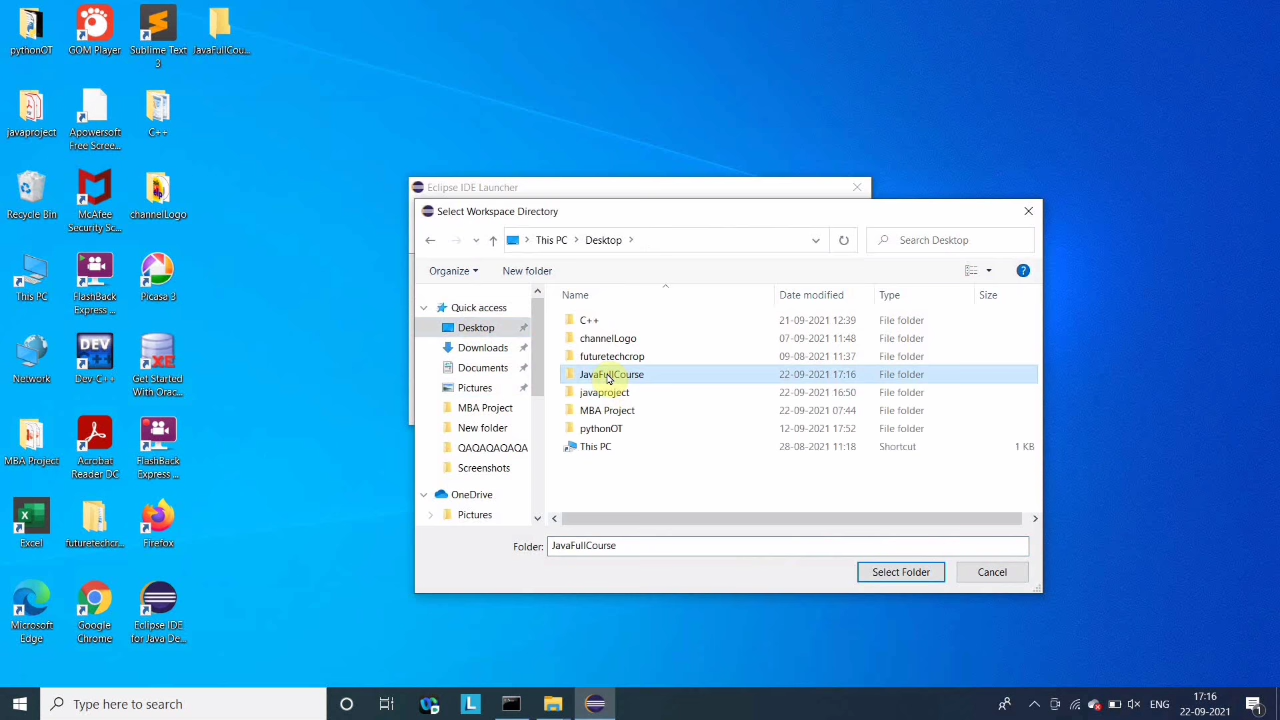 pythonOT
GOM Player
Sublime Text
3
JavaFullCou...
javaproject
Apowersoft
Free Scree...
C++
Recycle Bin
McAfee
Security Sc...
channelLogo
This PC
FlashBack
Express ...
Picasa 3
Network
DEV
Dev-C++
Get Started
With Orac...
MBA Project
Acrobat
Reader DC
FlashBack
Express ...
Excel
futuretechcr...
Firefox
Microsoft
Edge
Google
Chrome
Eclipse IDE
for Java De...
Eclipse IDE Launcher
Select Workspace Directory
This PC
Desktop
Search Desktop
Organize
New folder
Name
Date modified
Type
Size
Quick access
Desktop
Downloads
Documents
Pictures
MBA Project
New folder
QAQAQAQAQA
Screenshots
OneDrive
Pictures
C++ 21-09-2021 12:39 File folder
channelLogo 07-09-2021 11:48 File folder
futuretechcrop 09-08-2021 11:37 File folder
JavaFullCourse 22-09-2021 17:16 File folder
javaproject 22-09-2021 16:50 File folder
MBA Project 22-09-2021 07:44 File folder
pythonOT 12-09-2021 17:52 File folder
This PC 28-08-2021 11:18 Shortcut 1 KB
Folder: JavaFullCourse
Select Folder
Cancel
Type here to search
L
ENG
17:16
22-09-2021
1